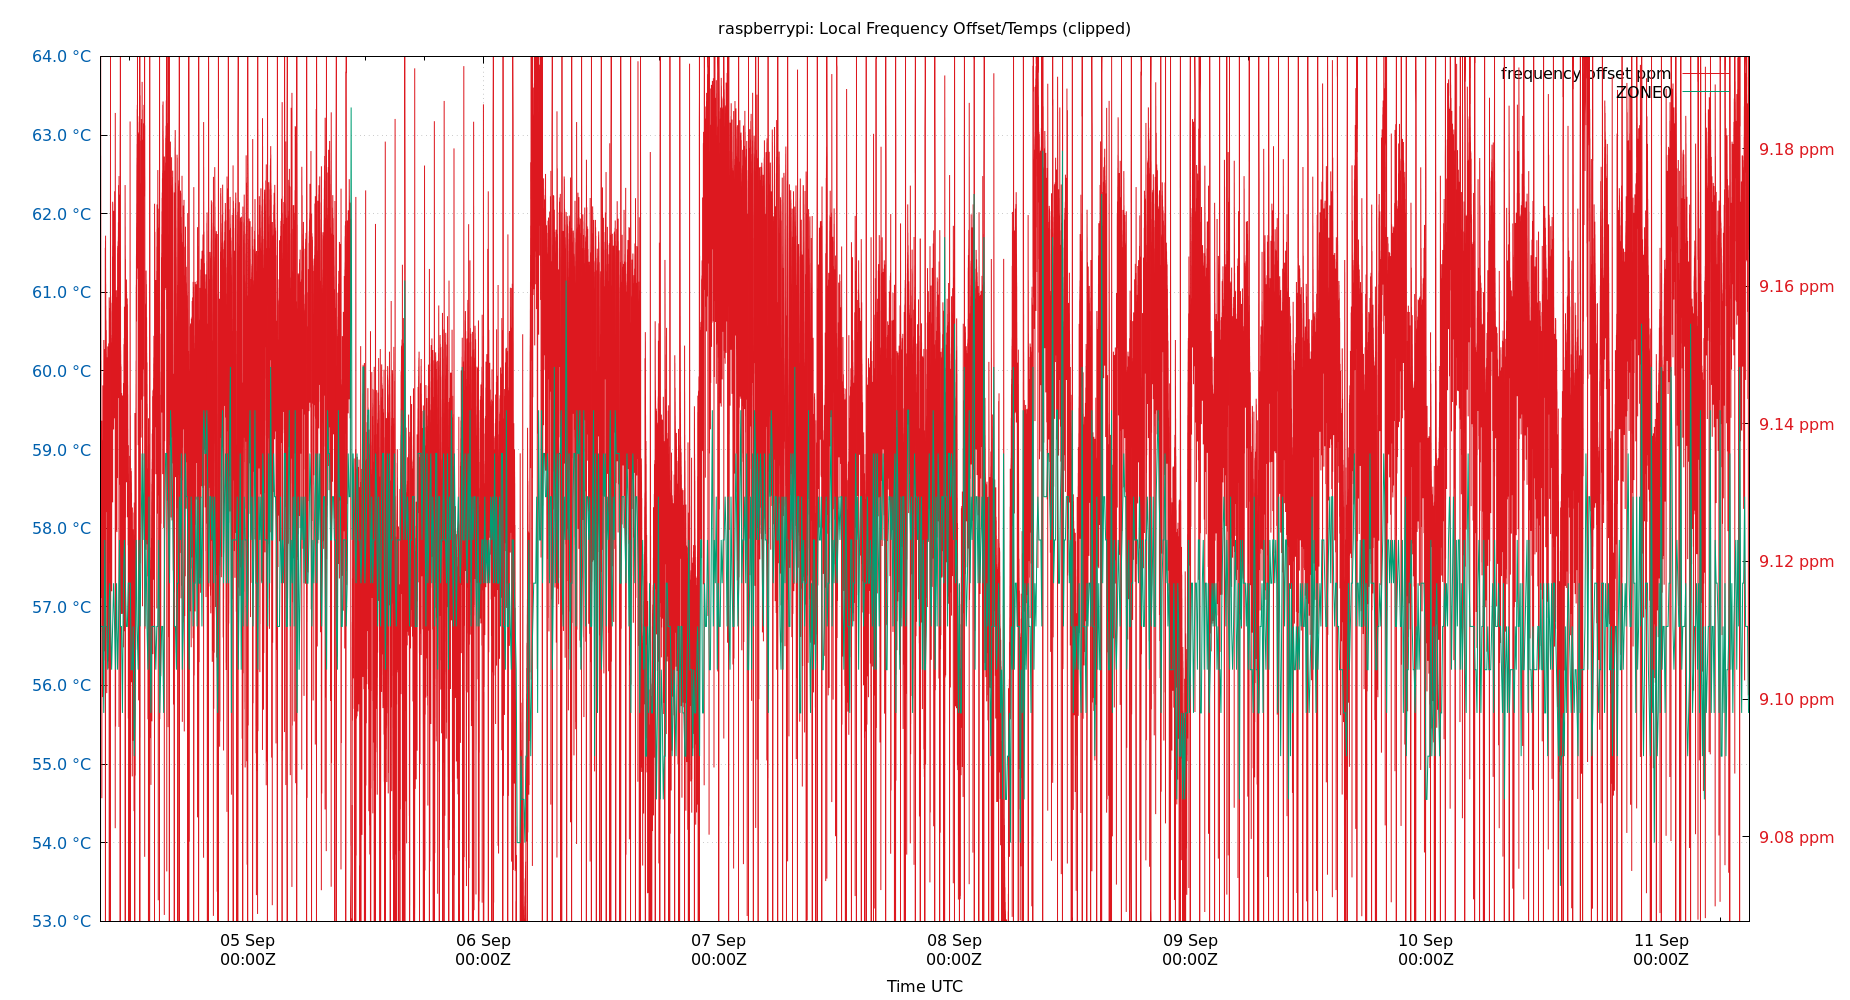 raspberrypi: Local Frequency Offset/Temps (clipped)
64.0 °C
63.0 °C
62.0 °C
61.0 °C
60.0 °C
59.0 °C
58.0 °C
57.0 °C
56.0 °C
55.0 °C
54.0 °C
53.0 °C
frequency offset ppm
ZONE0
9.18 ppm
9.16 ppm
9.14 ppm
9.12 ppm
9.10 ppm
9.08 ppm
05 Sep
00:00Z
06 Sep
00:00Z
07 Sep
00:00Z
08 Sep
00:00Z
09 Sep
00:00Z
10 Sep
00:00Z
11 Sep
00:00Z
Time UTC